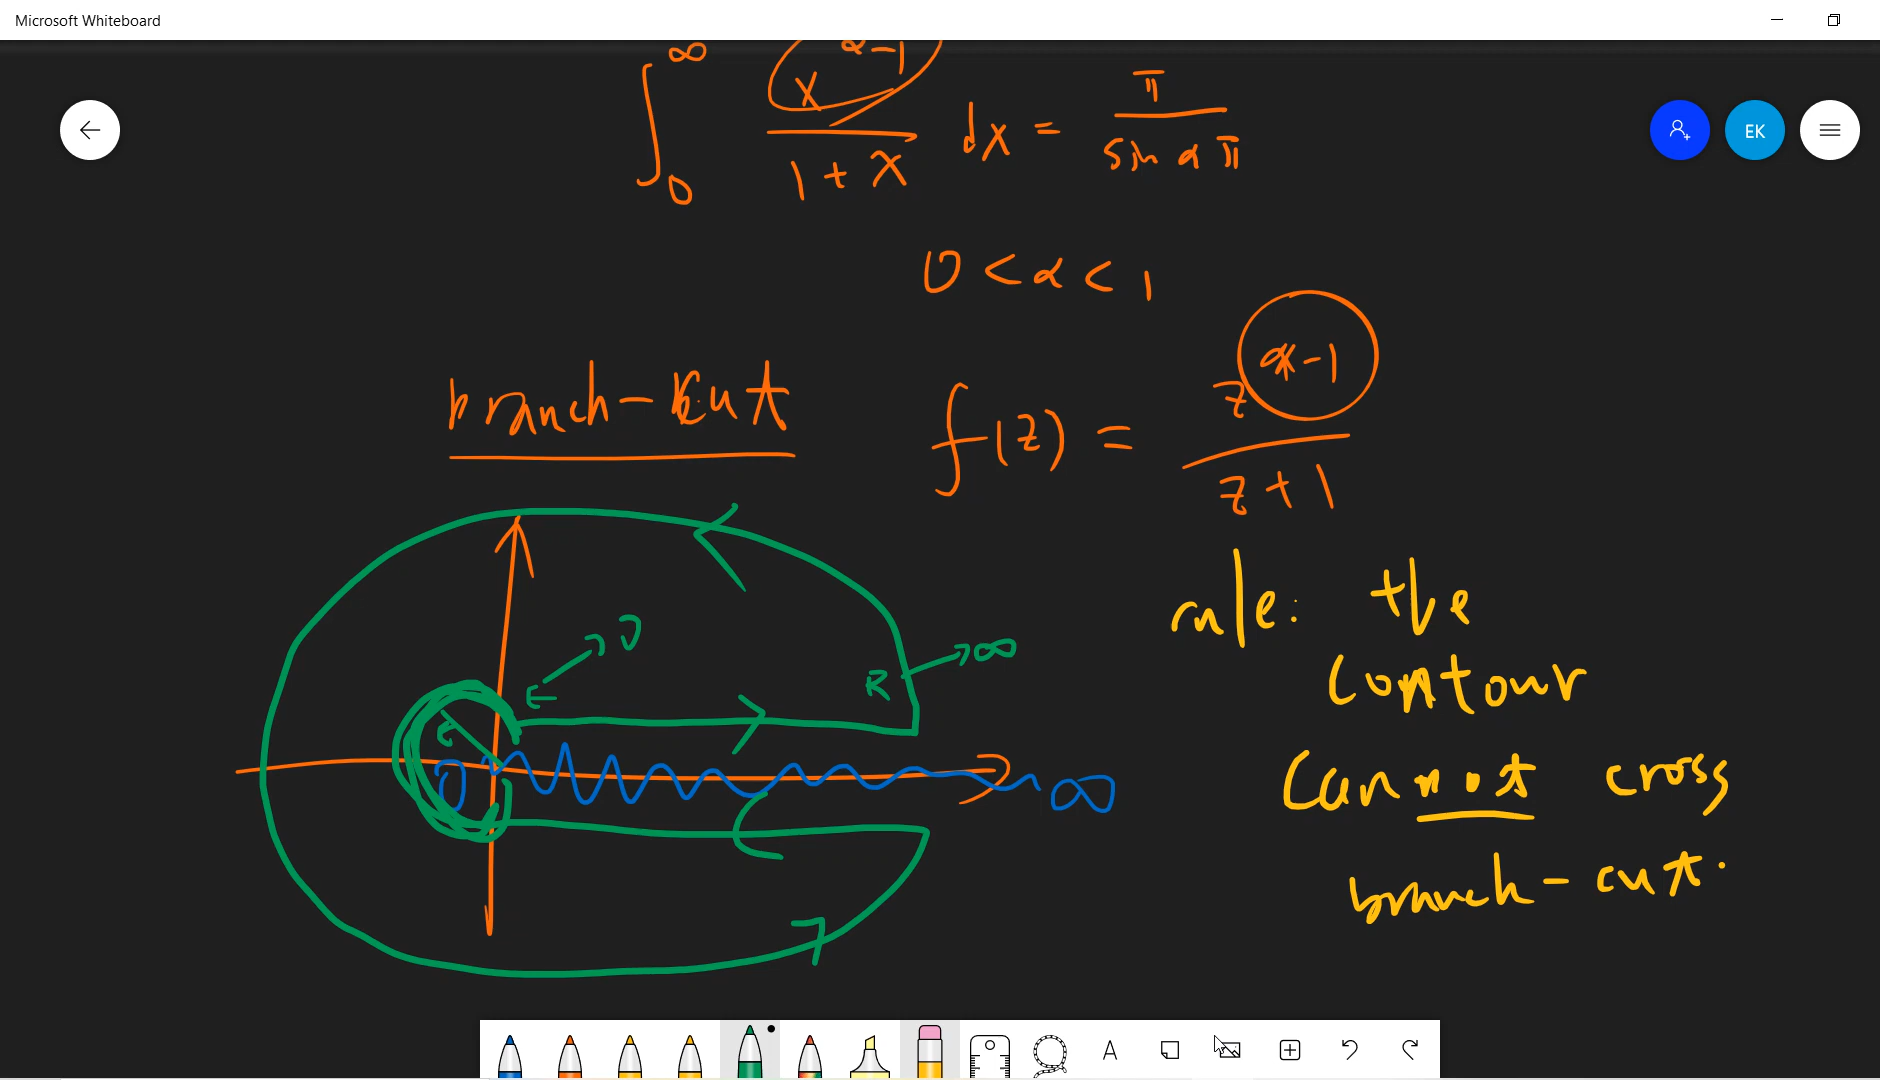 Microsoft Whiteboard
EK
∫₀^∞ x^(α-1) / (1+x) dx = π / sin απ
0 < α < 1
branch-cut
f(z) = z^(α-1) / (z+1)
rule: the
contour
cannot cross
branch-cut.
ε → 0
R → ∞
ε
0
∞
A